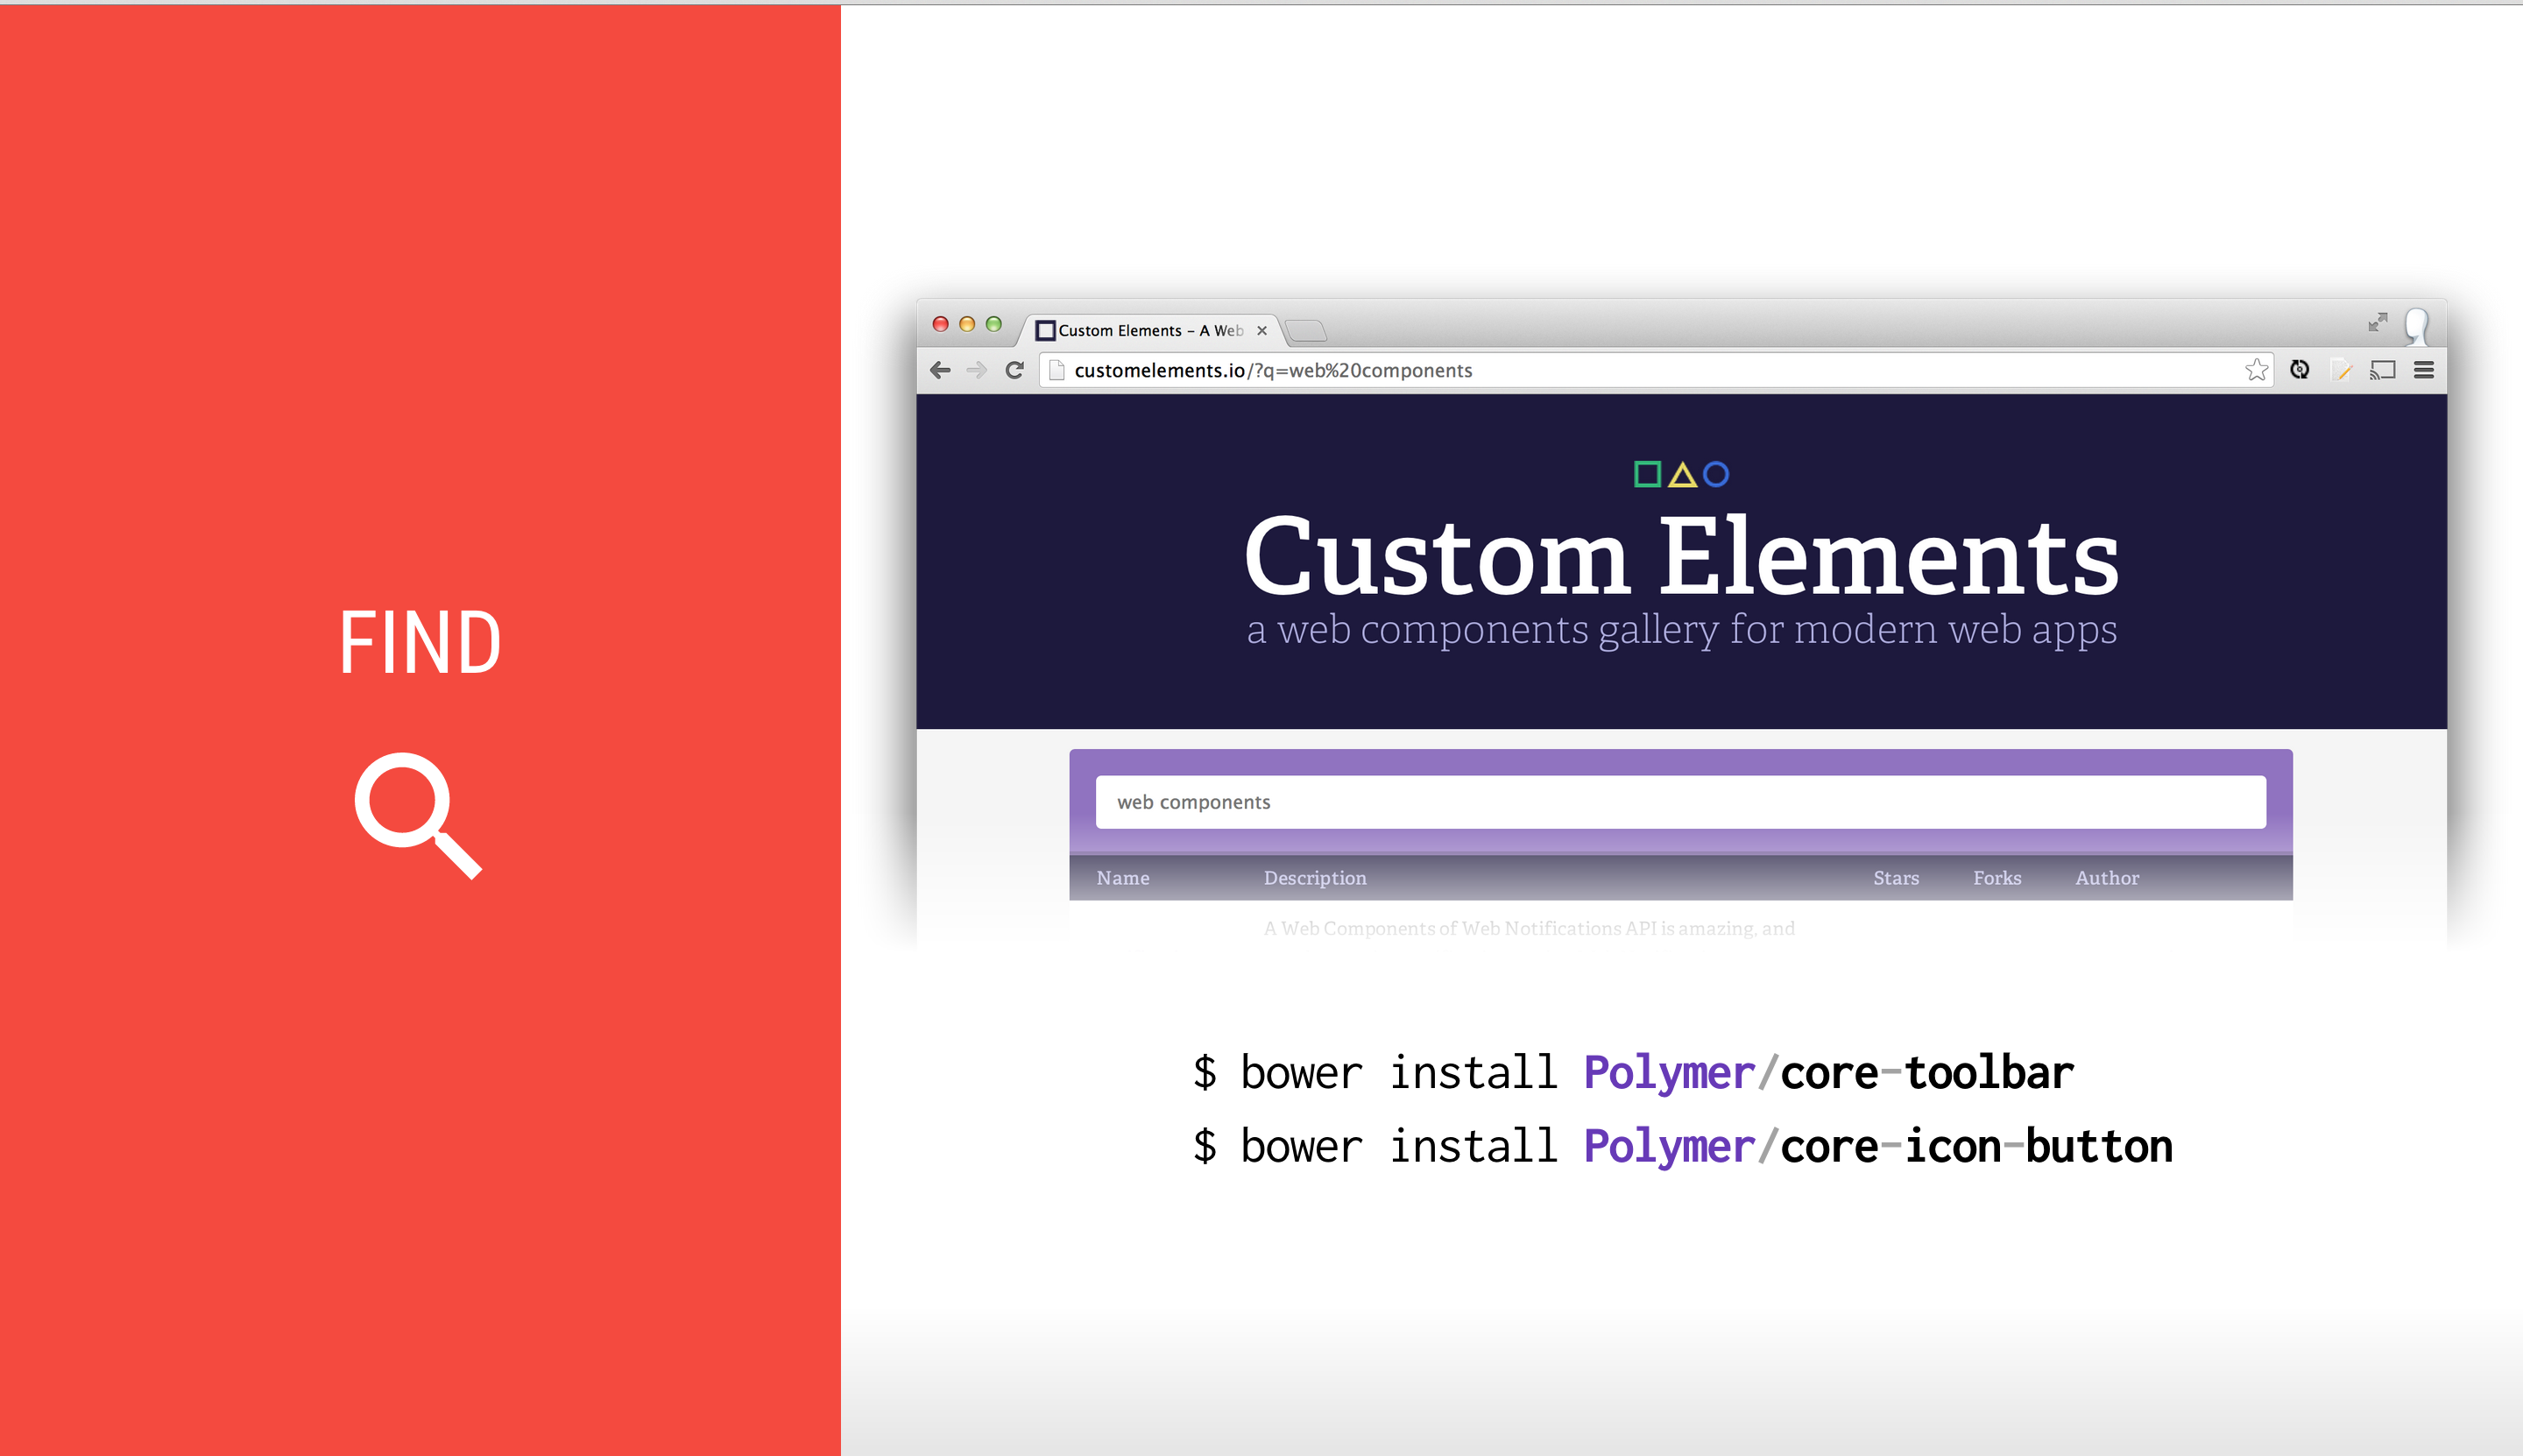 FIND
Custom Elements – A Web
customelements.io/?q=web%20components
Custom Elements
a web components gallery for modern web apps
web components
Name Description Stars Forks Author
A Web Components of Web Notifications API is amazing, and
$ bower install Polymer/core-toolbar
$ bower install Polymer/core-icon-button